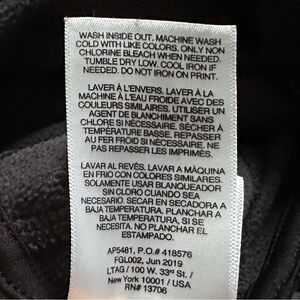 WASH INSIDE OUT. MACHINE WASH
COLD WITH LIKE COLORS. ONLY NON
CHLORINE BLEACH WHEN NEEDED.
TUMBLE DRY LOW. COOL IRON IF
NEEDED. DO NOT IRON ON PRINT.
LAVER À L'ENVERS. LAVER À LA
MACHINE À L'EAU FROIDE AVEC DES
COULEURS SIMILAIRES. UTILISER UN
AGENT DE BLANCHIMENT SANS
CHLORE SI NÉCESSAIRE. SÉCHER À
TEMPÉRATURE BASSE. REPASSER
AU FER FROID SI NÉCESSAIRE. NE
PAS REPASSER LES IMPRIMÉS.
LAVAR AL REVÉS. LAVAR A MÁQUINA
EN FRIO CON COLORES SIMILARES.
SOLAMENTE USAR BLANQUEADOR
SIN CLORO CUANDO SEA
NECESARIO. SECAR EN SECADORA A
BAJA TEMPERATURA. PLANCHAR A
BAJA TEMPERATURA, SI SE
NECESITA. NO PLANCHAR EL
ESTAMPADO.
AP5481, P.O.# 418576
FGL002, Jun 2019
LTAG / 100 W. 33rd St. /
New York 10001 / USA
RN# 13706